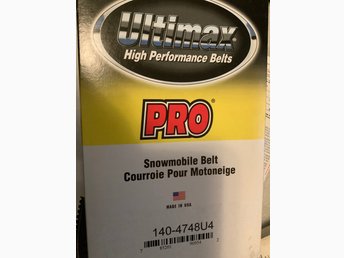 Ultimax®
High Performance Belts
PRO®
Snowmobile Belt
Courroie Pour Motoneige
MADE IN USA
140-4748U4